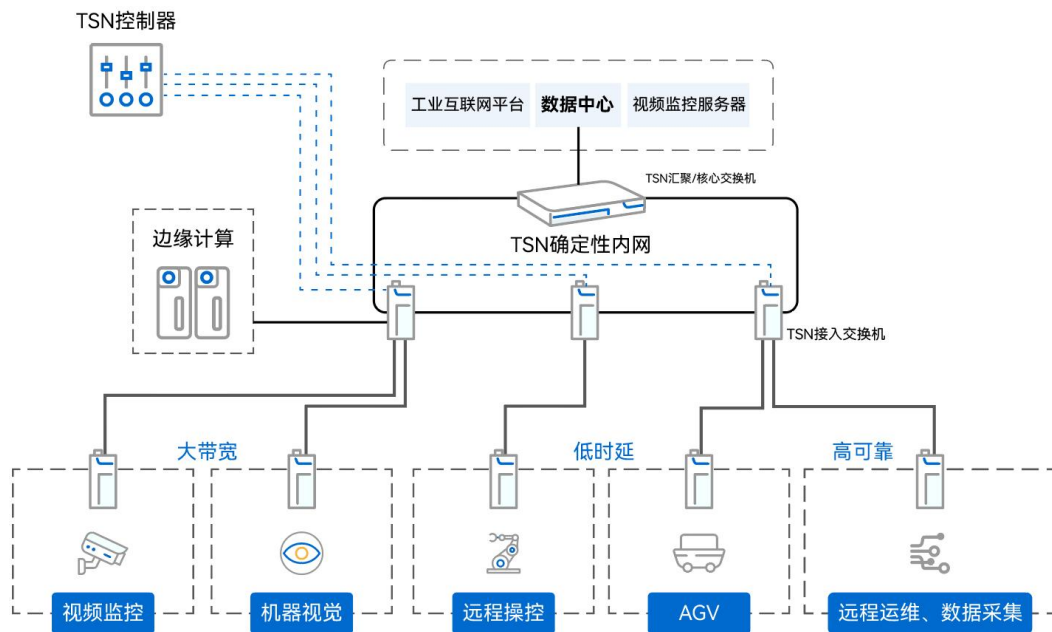 TSN控制器
工业互联网平台
数据中心
视频监控服务器
TSN汇聚/核心交换机
边缘计算
TSN确定性内网
TSN接入交换机
大带宽
低时延
高可靠
视频监控
机器视觉
远程操控
AGV
远程运维、数据采集